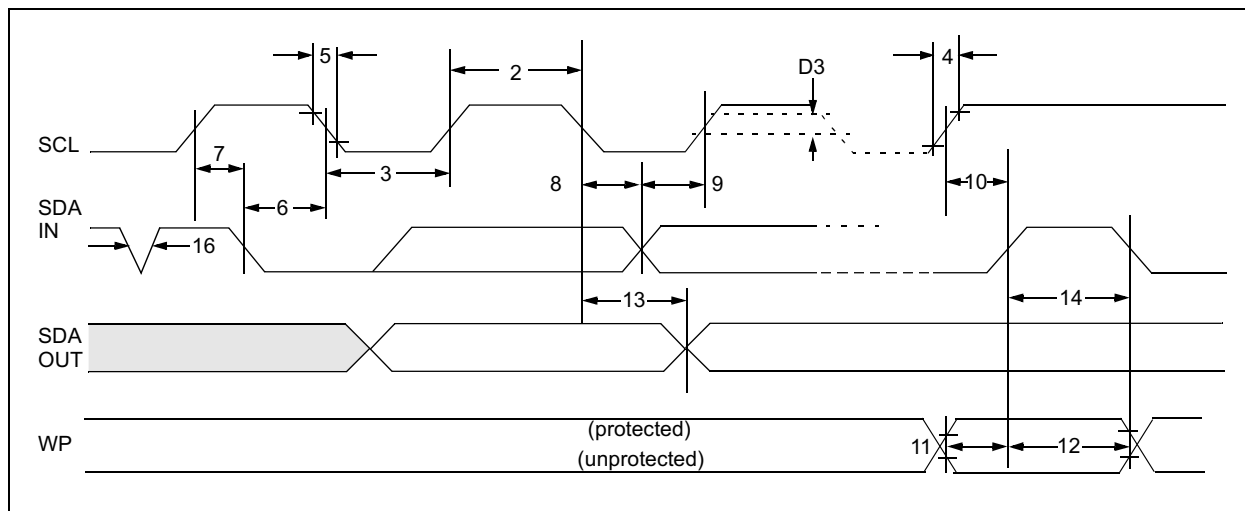 5
2
D3
4
SCL
7
3
8
9
10
SDA
IN
6
16
13
14
SDA
OUT
WP
(protected)
(unprotected)
11
12